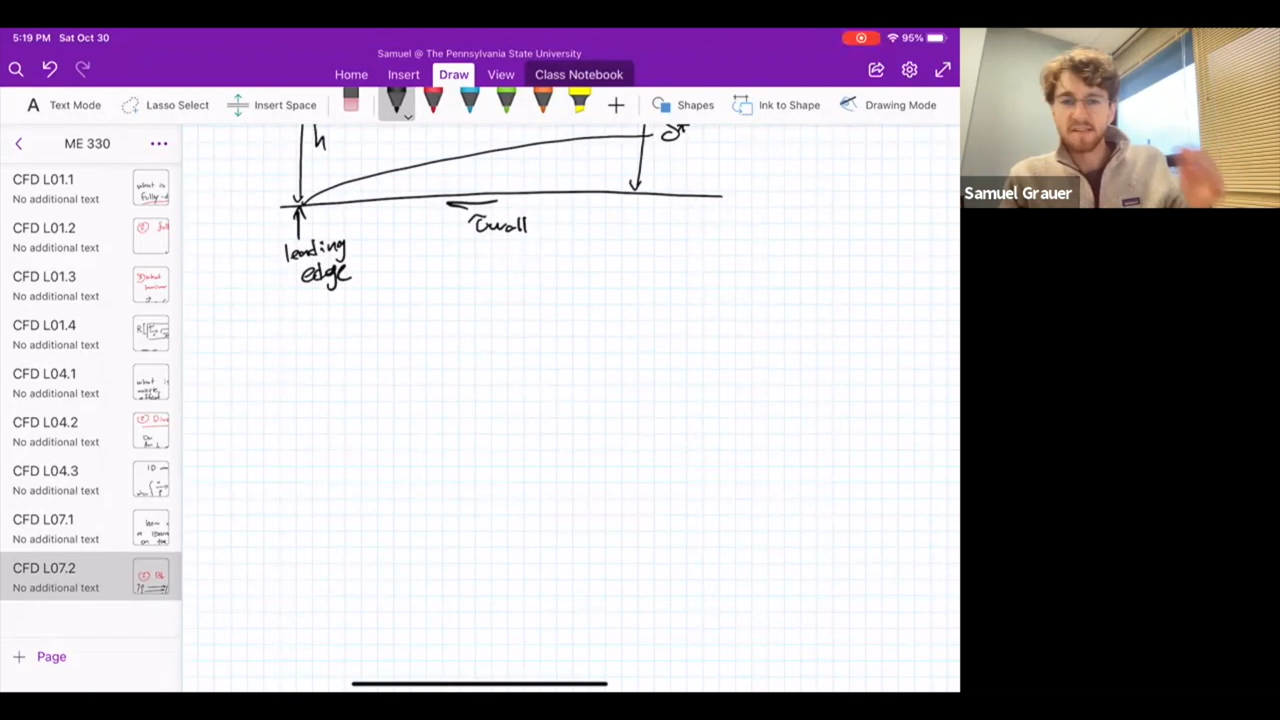 5:19 PM Sat Oct 30
95%
Samuel @ The Pennsylvania State University
Home
Insert
Draw
View
Class Notebook
Text Mode
Lasso Select
Insert Space
Shapes
Ink to Shape
Drawing Mode
ME 330
CFD L01.1
No additional text
CFD L01.2
No additional text
CFD L01.3
No additional text
CFD L01.4
No additional text
CFD L04.1
No additional text
CFD L04.2
No additional text
CFD L04.3
No additional text
CFD L07.1
No additional text
CFD L07.2
No additional text
Page
h
δ*
τwall
leading
edge
Samuel Grauer